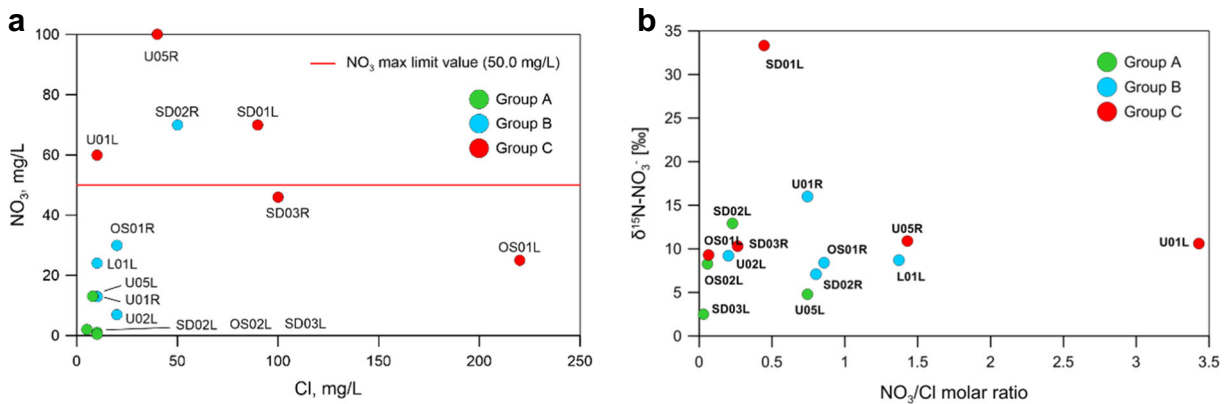 a
100
80
60
40
20
0
NO3, mg/L
0
50
100
150
200
250
Cl, mg/L
NO3 max limit value (50.0 mg/L)
Group A
Group B
Group C
U05R
SD02R
SD01L
U01L
SD03R
OS01R
OS01L
L01L
U05L
U01R
U02L
SD02L OS02L SD03L
b
35
30
25
20
15
10
5
0
δ15N-NO3- [‰]
0
0.5
1
1.5
2
2.5
3
3.5
NO3/Cl molar ratio
Group A
Group B
Group C
SD01L
U01R
SD02L
U05R
OS01L
SD03R
OS01R
U01L
U02L
OS02L
L01L
SD02R
SD03L
U05L